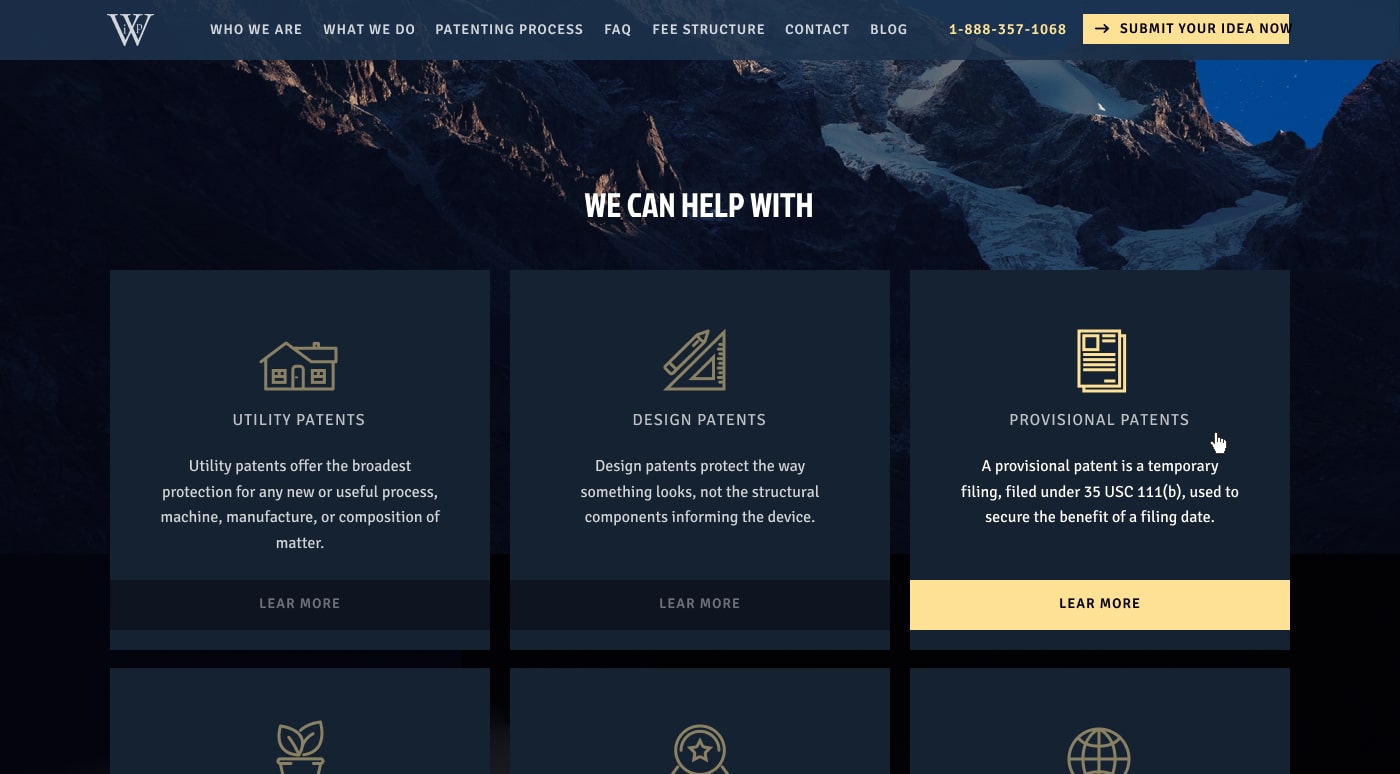 W IP
WHO WE ARE WHAT WE DO PATENTING PROCESS FAQ FEE STRUCTURE CONTACT BLOG 1-888-357-1068 → SUBMIT YOUR IDEA NOW
WE CAN HELP WITH
UTILITY PATENTS
Utility patents offer the broadest
protection for any new or useful process,
machine, manufacture, or composition of
matter.
LEAR MORE
DESIGN PATENTS
Design patents protect the way
something looks, not the structural
components informing the device.
LEAR MORE
PROVISIONAL PATENTS
A provisional patent is a temporary
filing, filed under 35 USC 111(b), used to
secure the benefit of a filing date.
LEAR MORE